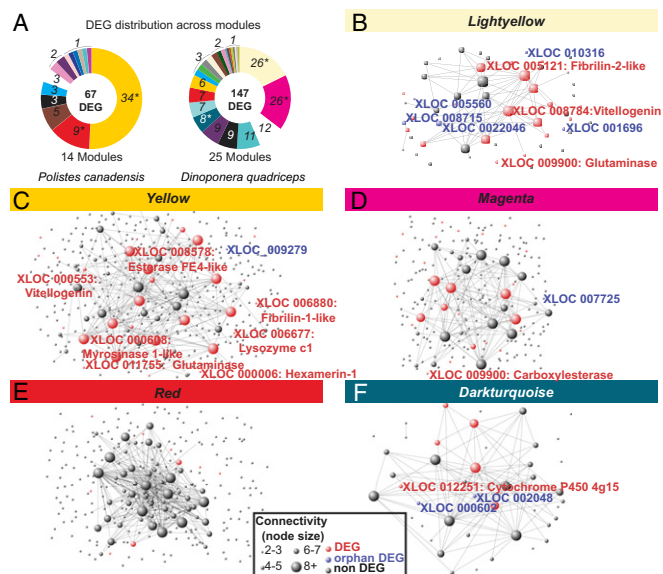 A
DEG distribution across modules
1
2
3
3
3
5
9*
34*
67
DEG
14 Modules
Polistes canadensis
1
2
3
6
7
7
8*
9
9
11
12
26*
26*
147
DEG
25 Modules
Dinoponera quadriceps
B
Lightyellow
XLOC 010316
XLOC 005121: Fibrilin-2-like
XLOC 005560
XLOC 008784:Vitellogenin
XLOC 008715
XLOC 0022046
XLOC 001696
XLOC 009900: Glutaminase
C
Yellow
XLOC 008578:
Esterase FE4-like
XLOC_009279
XLOC 000553:
Vitellogenin
XLOC 006880:
Fibrilin-1-like
XLOC 006677:
Lysozyme c1
XLOC 000608:
Myrosinase 1-like
XLOC 011755: Glutaminase
XLOC 000006: Hexamerin-1
D
Magenta
XLOC 007725
XLOC 009900: Carboxylesterase
E
Red
F
Darkturquoise
XLOC 012251: Cytochrome P450 4g15
XLOC 002048
XLOC 000602
Connectivity
(node size)
2-3
6-7
4-5
8+
DEG
orphan DEG
non DEG